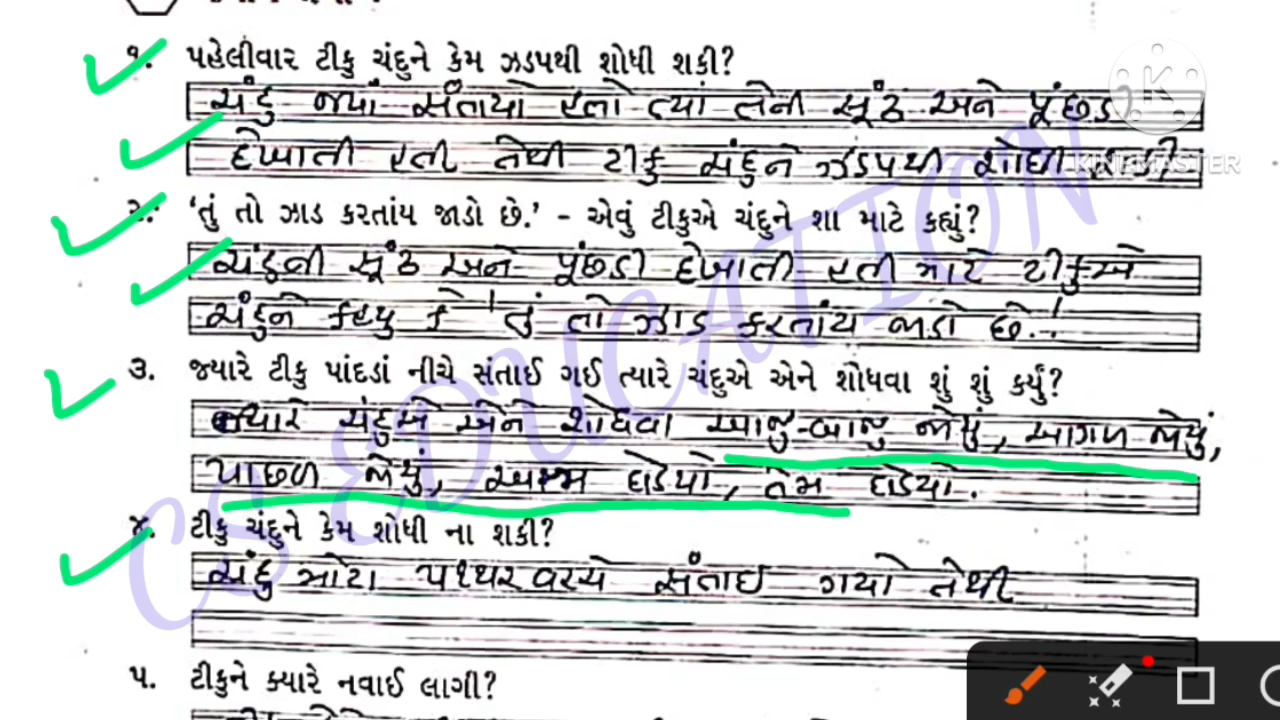 ૧. પહેલીવાર ટીકુ ચંદુને કેમ ઝડપથી શોધી શકી?
ચંદુ જ્યાં સંતાયો હતો ત્યાં તેની સૂંઢ અને પૂંછડી
દેખાતી હતી તેથી ટીકુ ચંદુને ઝડપથી શોધી શકી
KINEMASTER
૨. 'તું તો ઝાડ કરતાંય જાડો છે.' - એવું ટીકુએ ચંદુને શા માટે કહ્યું?
ચંદુની સૂંઢ અને પૂંછડી દેખાતી હતી માટે ટીકુએ
ચંદુને કહ્યુ કે 'તું તો ઝાડ કરતાંય જાડો છે.'
૩. જ્યારે ટીકુ પાંદડાં નીચે સંતાઈ ગઈ ત્યારે ચંદુએ એને શોધવા શું શું કર્યું?
ત્યારે ચંદુએ એને શોધવા આજુ-બાજુ જોયું, આગળ જોયું,
પાછળ જોયું, આમ દોડયો, તેમ દોડયો.
૪. ટીકુ ચંદુને કેમ શોધી ના શકી?
ચંદુ મોટા પથ્થર વચ્ચે સંતાઈ ગયો તેથી
૫. ટીકુને ક્યારે નવાઈ લાગી?
CS EDUCATION